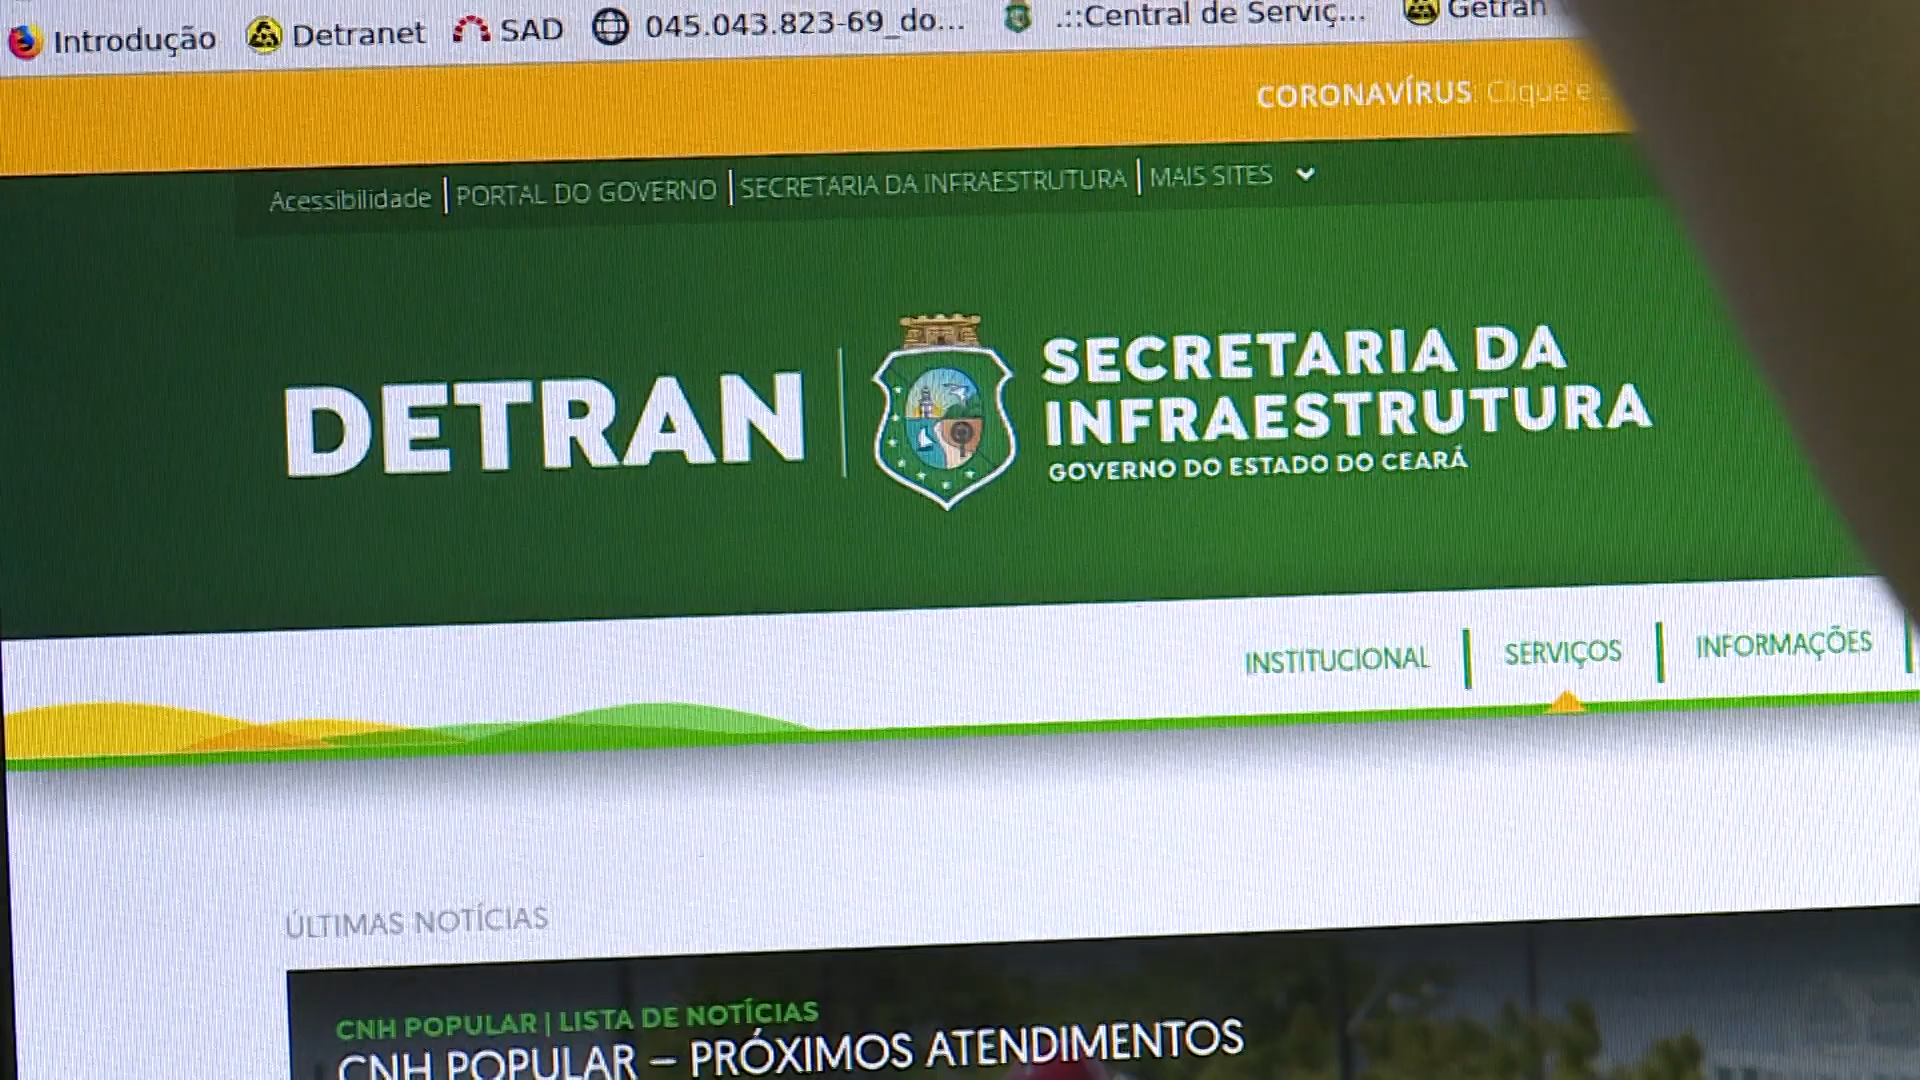 Introdução Detranet SAD 045.043.823-69_do... .::Central de Serviç... Getran
CORONAVÍRUS: Clique e
Acessibilidade PORTAL DO GOVERNO SECRETARIA DA INFRAESTRUTURA MAIS SITES
DETRAN
SECRETARIA DA
INFRAESTRUTURA
GOVERNO DO ESTADO DO CEARÁ
INSTITUCIONAL SERVIÇOS INFORMAÇÕES
ÚLTIMAS NOTÍCIAS
CNH POPULAR | LISTA DE NOTÍCIAS
CNH POPULAR – PRÓXIMOS ATENDIMENTOS